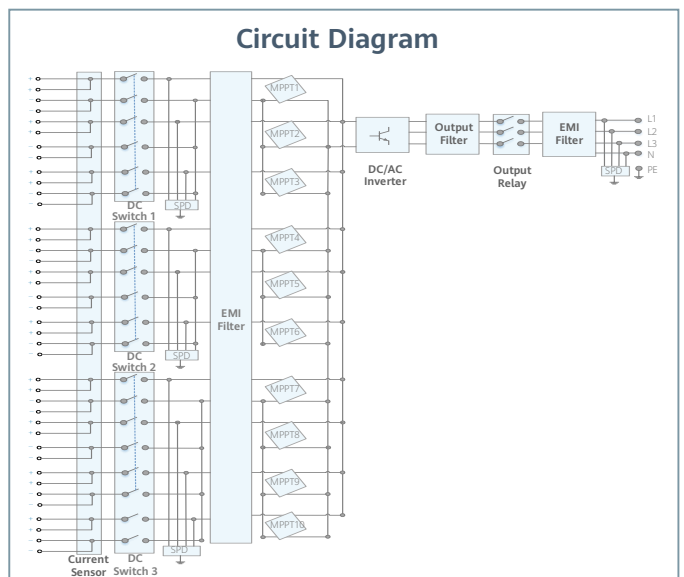 Circuit Diagram
MPPT1
MPPT2
MPPT3
MPPT4
MPPT5
MPPT6
MPPT7
MPPT8
MPPT9
MPPT10
DC
Switch 1
SPD
DC
Switch 2
SPD
EMI
Filter
Current
Sensor
DC
Switch 3
SPD
DC/AC
Inverter
Output
Filter
Output
Relay
EMI
Filter
L1
L2
L3
N
SPD
PE